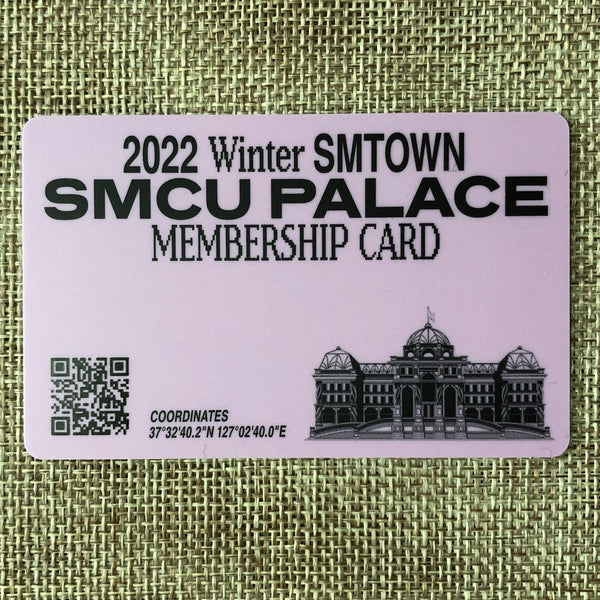 2022 Winter SMTOWN
SMCU PALACE
MEMBERSHIP CARD
COORDINATES
37°32'40.2"N 127°02'40.0"E